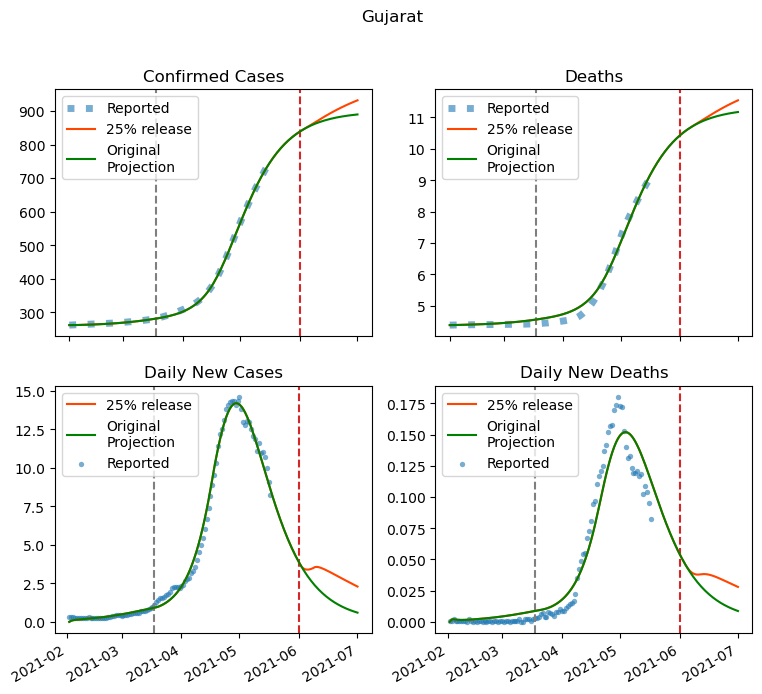 Gujarat
Confirmed Cases
Reported
25% release
Original
Projection
900
800
700
600
500
400
300
Deaths
Reported
25% release
Original
Projection
11
10
9
8
7
6
5
Daily New Cases
25% release
Original
Projection
Reported
15.0
12.5
10.0
7.5
5.0
2.5
0.0
2021-02
2021-03
2021-04
2021-05
2021-06
2021-07
Daily New Deaths
25% release
Original
Projection
Reported
0.175
0.150
0.125
0.100
0.075
0.050
0.025
0.000
2021-02
2021-03
2021-04
2021-05
2021-06
2021-07